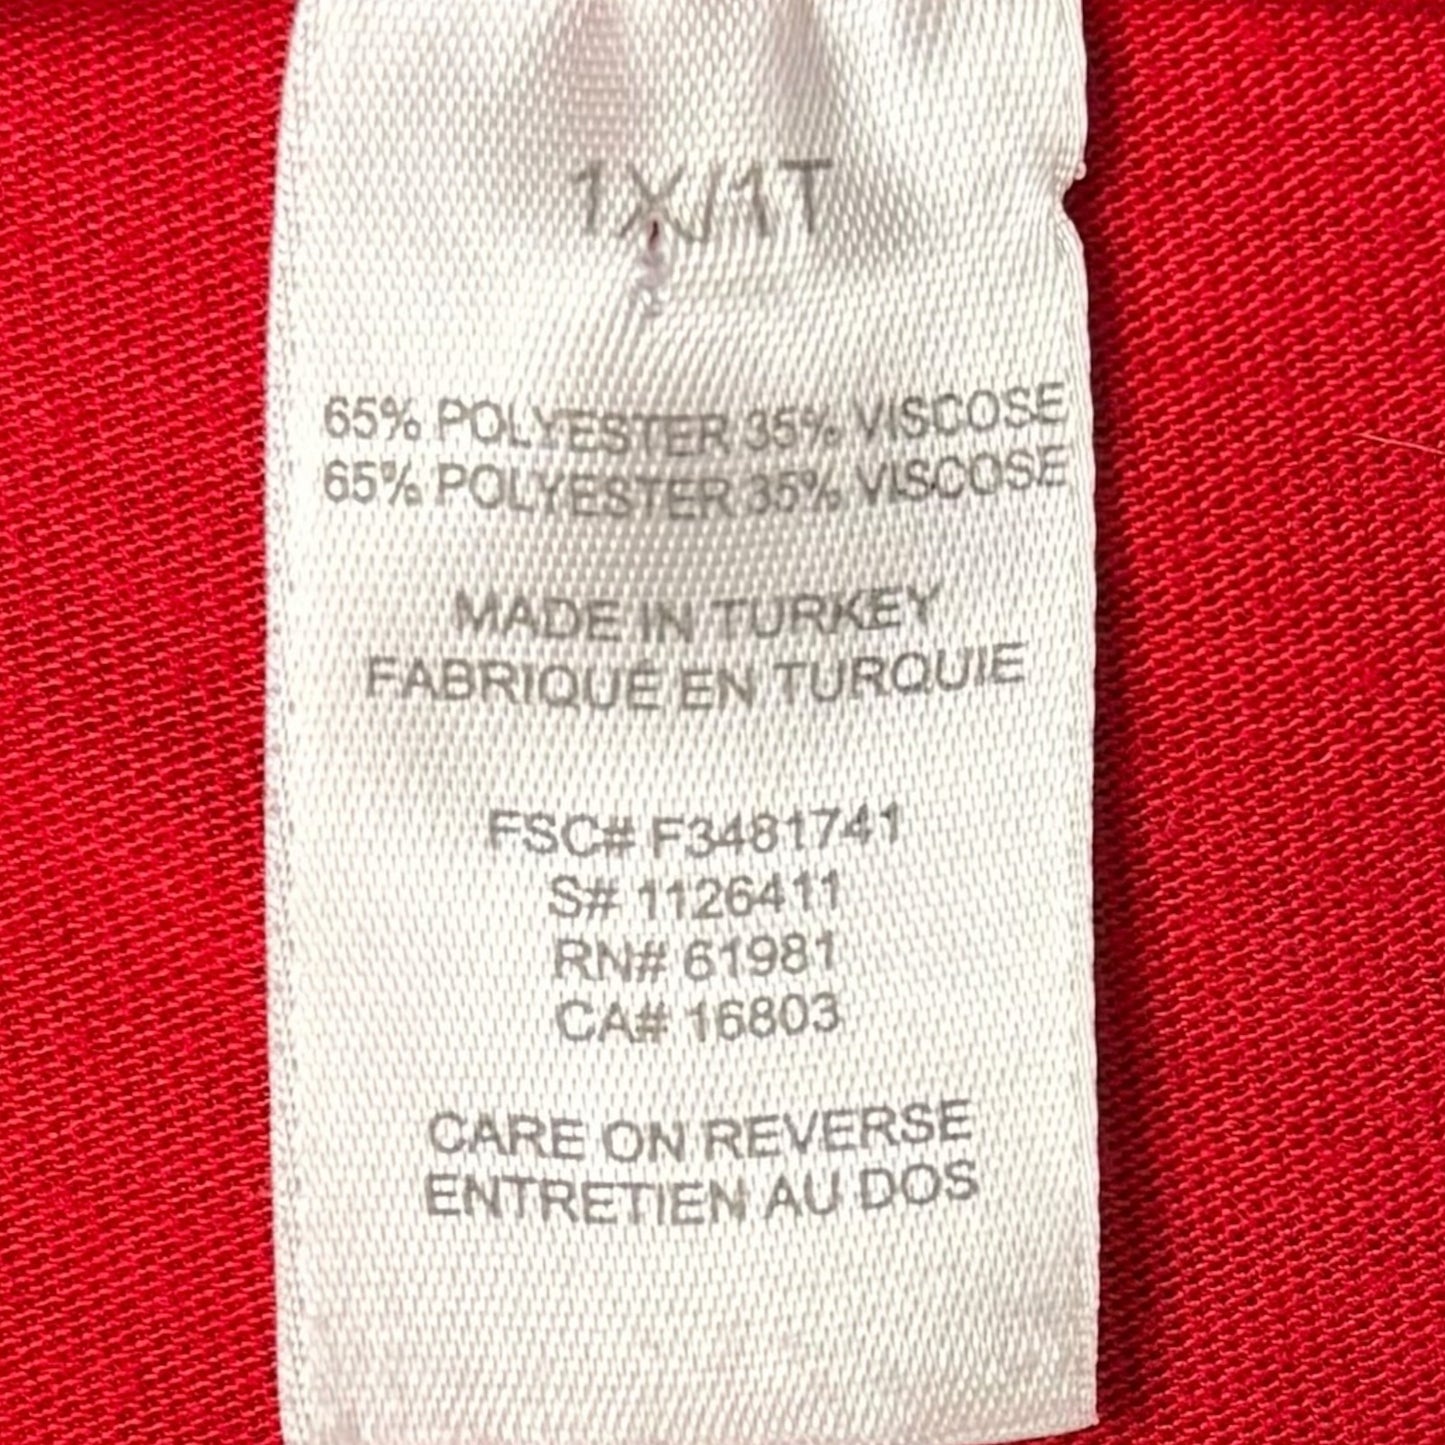 1X/1T
65% POLYESTER 35% VISCOSE
65% POLYESTER 35% VISCOSE
MADE IN TURKEY
FABRIQUÉ EN TURQUIE
FSC# F3481741
S# 1126411
RN# 61981
CA# 16803
CARE ON REVERSE
ENTRETIEN AU DOS